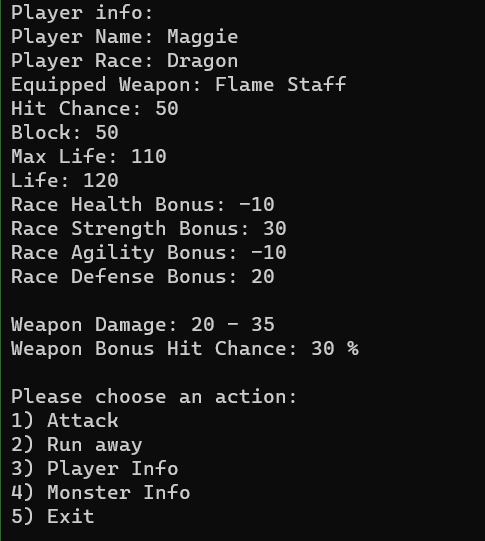 Player info:
Player Name: Maggie
Player Race: Dragon
Equipped Weapon: Flame Staff
Hit Chance: 50
Block: 50
Max Life: 110
Life: 120
Race Health Bonus: -10
Race Strength Bonus: 30
Race Agility Bonus: -10
Race Defense Bonus: 20

Weapon Damage: 20 - 35
Weapon Bonus Hit Chance: 30 %

Please choose an action:
1) Attack
2) Run away
3) Player Info
4) Monster Info
5) Exit